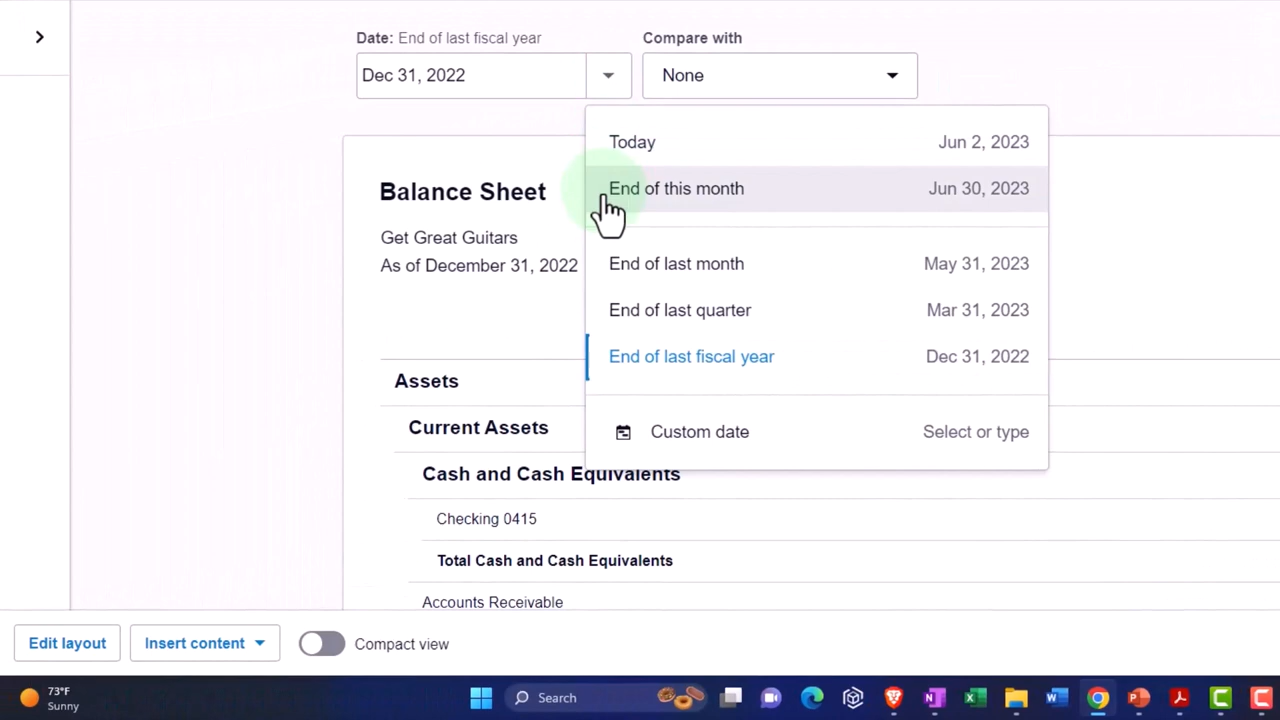 Date: End of last fiscal year
Compare with
Dec 31, 2022
None
Today Jun 2, 2023
End of this month Jun 30, 2023
End of last month May 31, 2023
End of last quarter Mar 31, 2023
End of last fiscal year Dec 31, 2022
Custom date Select or type
Balance Sheet
Get Great Guitars
As of December 31, 2022
Assets
Current Assets
Cash and Cash Equivalents
Checking 0415
Total Cash and Cash Equivalents
Accounts Receivable
Edit layout
Insert content
Compact view
73°F
Sunny
Search